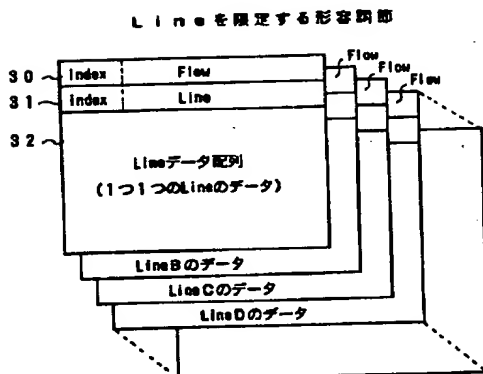 Lineを限定する形容詞節
Flow
Flow
Flow
30 index Flow
31 index Line
32
Lineデータ配列
(1つ1つのLineのデータ)
LineBのデータ
LineCのデータ
LineDのデータ